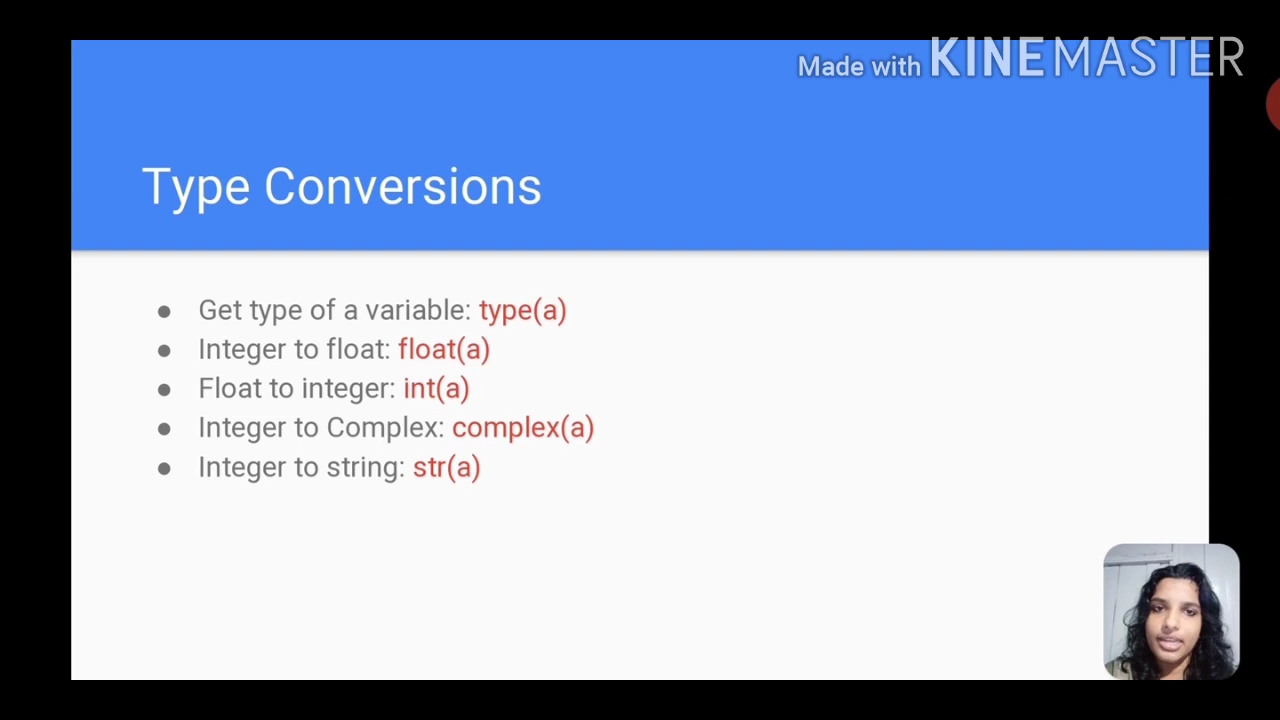 Made with KINEMASTER
Type Conversions
● Get type of a variable: type(a)
● Integer to float: float(a)
● Float to integer: int(a)
● Integer to Complex: complex(a)
● Integer to string: str(a)